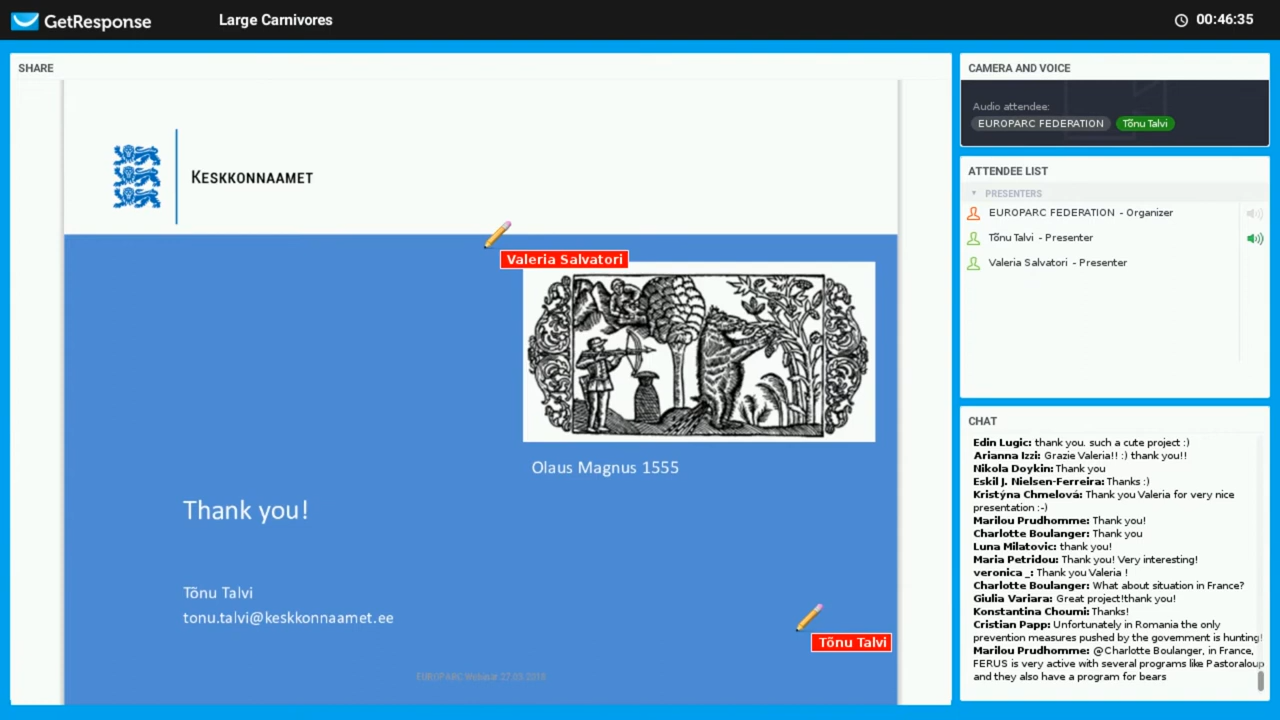 GetResponse
Large Carnivores
00:46:35
SHARE
KESKKONNAAMET
Valeria Salvatori
Olaus Magnus 1555
Thank you!
Tõnu Talvi
tonu.talvi@keskkonnaamet.ee
Tõnu Talvi
EUROPARC Webinar 27.03.2018
CAMERA AND VOICE
Audio attendee:
EUROPARC FEDERATION Tõnu Talvi
ATTENDEE LIST
PRESENTERS
EUROPARC FEDERATION - Organizer
Tõnu Talvi - Presenter
Valeria Salvatori - Presenter
CHAT
Edin Lugic: thank you. such a cute project :)
Arianna Izzi: Grazie Valeria!! :) thank you!!
Nikola Doykin: Thank you
Eskil J. Nielsen-Ferreira: Thanks :)
Kristýna Chmelová: Thank you Valeria for very nice
presentation :-)
Marilou Prudhomme: Thank you!
Charlotte Boulanger: Thank you
Luna Milatovic: thank you!
Maria Petridou: Thank you! Very interesting!
veronica _: Thank you Valeria !
Charlotte Boulanger: What about situation in France?
Giulia Variara: Great project!thank you!
Konstantina Choumi: Thanks!
Cristian Papp: Unfortunately in Romania the only
prevention measures pushed by the government is hunting!
Marilou Prudhomme: @Charlotte Boulanger, in France,
FERUS is very active with several programs like Pastoraloup
and they also have a program for bears